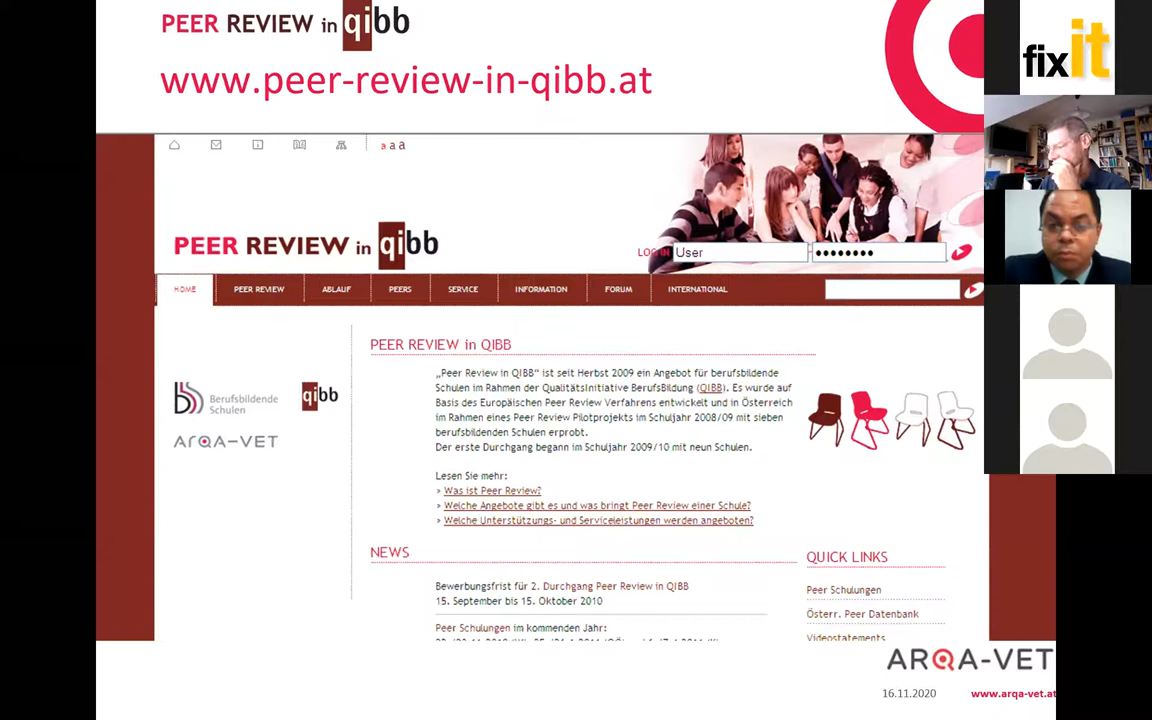 PEER REVIEW in qibb
www.peer-review-in-qibb.at
fixit
a a a
PEER REVIEW in qibb
LOG IN User
HOME PEER REVIEW ABLAUF PEERS SERVICE INFORMATION FORUM INTERNATIONAL
PEER REVIEW in QIBB
„Peer Review in QIBB“ ist seit Herbst 2009 ein Angebot für berufsbildende
Schulen im Rahmen der QualitätsInitiative BerufsBildung (QIBB). Es wurde auf
Basis des Europäischen Peer Review Verfahrens entwickelt und in Österreich
im Rahmen eines Peer Review Pilotprojekts im Schuljahr 2008/09 mit sieben
berufsbildenden Schulen erprobt.
Der erste Durchgang begann im Schuljahr 2009/10 mit neun Schulen.
Berufsbildende
Schulen
qibb
ARQA-VET
Lesen Sie mehr:
› Was ist Peer Review?
› Welche Angebote gibt es und was bringt Peer Review einer Schule?
› Welche Unterstützungs- und Serviceleistungen werden angeboten?
NEWS
Bewerbungsfrist für 2. Durchgang Peer Review in QIBB
15. September bis 15. Oktober 2010
Peer Schulungen im kommenden Jahr:
QUICK LINKS
Peer Schulungen
Österr. Peer Datenbank
Videostatements
ARQA-VET
16.11.2020
www.arqa-vet.at